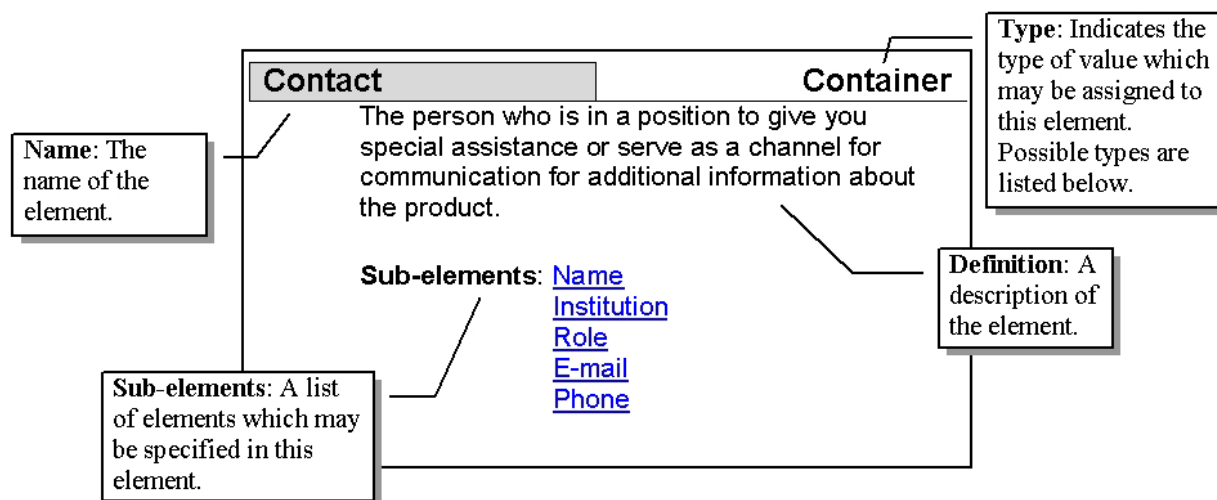 Contact
Container
The person who is in a position to give you
special assistance or serve as a channel for
communication for additional information about
the product.
Sub-elements: Name
Institution
Role
E-mail
Phone
Name: The
name of the
element.
Type: Indicates the
type of value which
may be assigned to
this element.
Possible types are
listed below.
Definition: A
description of
the element.
Sub-elements: A list
of elements which may
be specified in this
element.